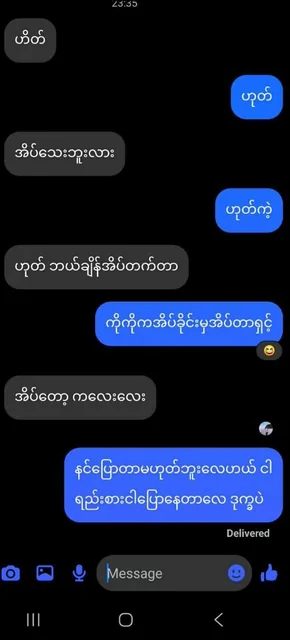 23:35
ဟိတ်
ဟုတ်
အိပ်သေးဘူးလား
ဟုတ်ကဲ့
ဟုတ် ဘယ်ချိန်အိပ်တက်တာ
ကိုကိုကအိပ်ခိုင်းမှအိပ်တာရှင့်
အိပ်တော့ ကလေးလေး
နင်ပြောတာမဟုတ်ဘူးလေဟယ် ငါ
ရည်းစားငါပြောနေတာလေ ဒုက္ခပဲ
Delivered
Message